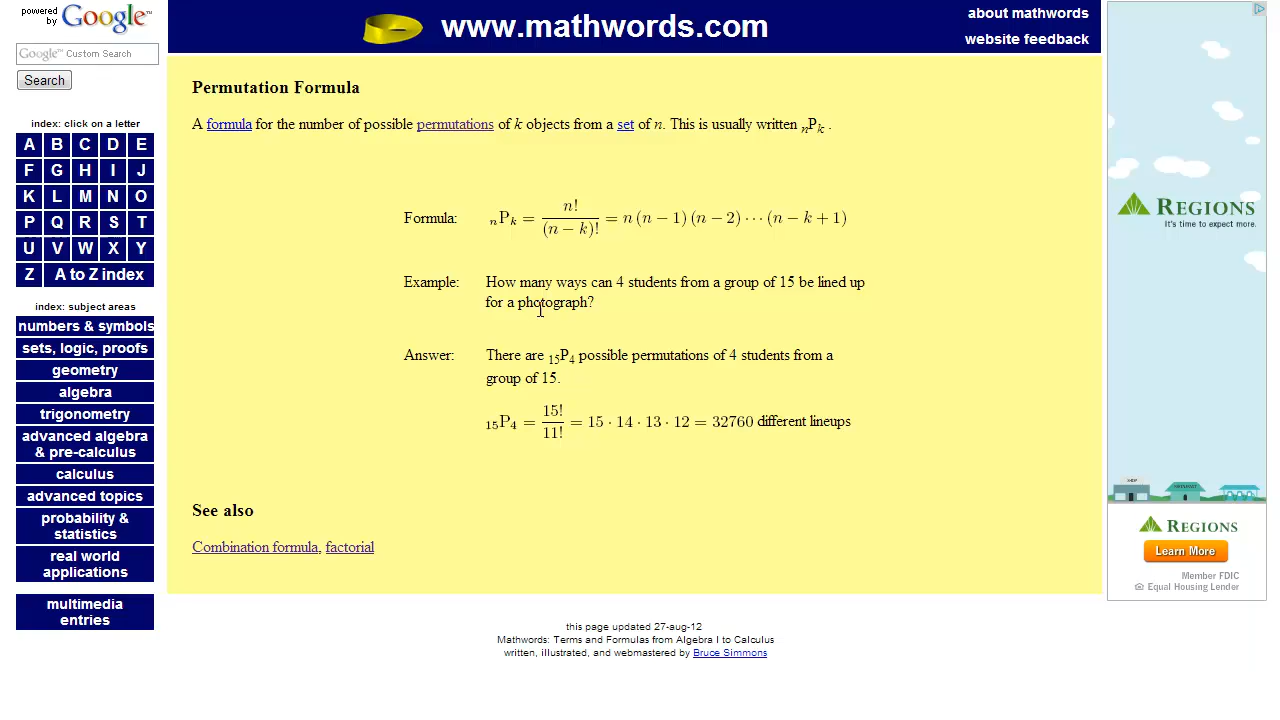 powered by Google™
Google™ Custom Search
Search
index: click on a letter
A B C D E
F G H I J
K L M N O
P Q R S T
U V W X Y
Z A to Z index
index: subject areas
numbers & symbols
sets, logic, proofs
geometry
algebra
trigonometry
advanced algebra
& pre-calculus
calculus
advanced topics
probability &
statistics
real world
applications
multimedia
entries
www.mathwords.com
about mathwords
website feedback
Permutation Formula
A formula for the number of possible permutations of k objects from a set of n. This is usually written ₙPₖ .
Formula: ₙPₖ = n!/(n − k)! = n (n − 1) (n − 2) ⋯ (n − k + 1)
Example: How many ways can 4 students from a group of 15 be lined up
for a photograph?
Answer: There are ₁₅P₄ possible permutations of 4 students from a
group of 15.
₁₅P₄ = 15!/11! = 15 · 14 · 13 · 12 = 32760 different lineups
See also
Combination formula, factorial
this page updated 27-aug-12
Mathwords: Terms and Formulas from Algebra I to Calculus
written, illustrated, and webmastered by Bruce Simmons
REGIONS
It's time to expect more.
REGIONS
Learn More
Member FDIC
Equal Housing Lender